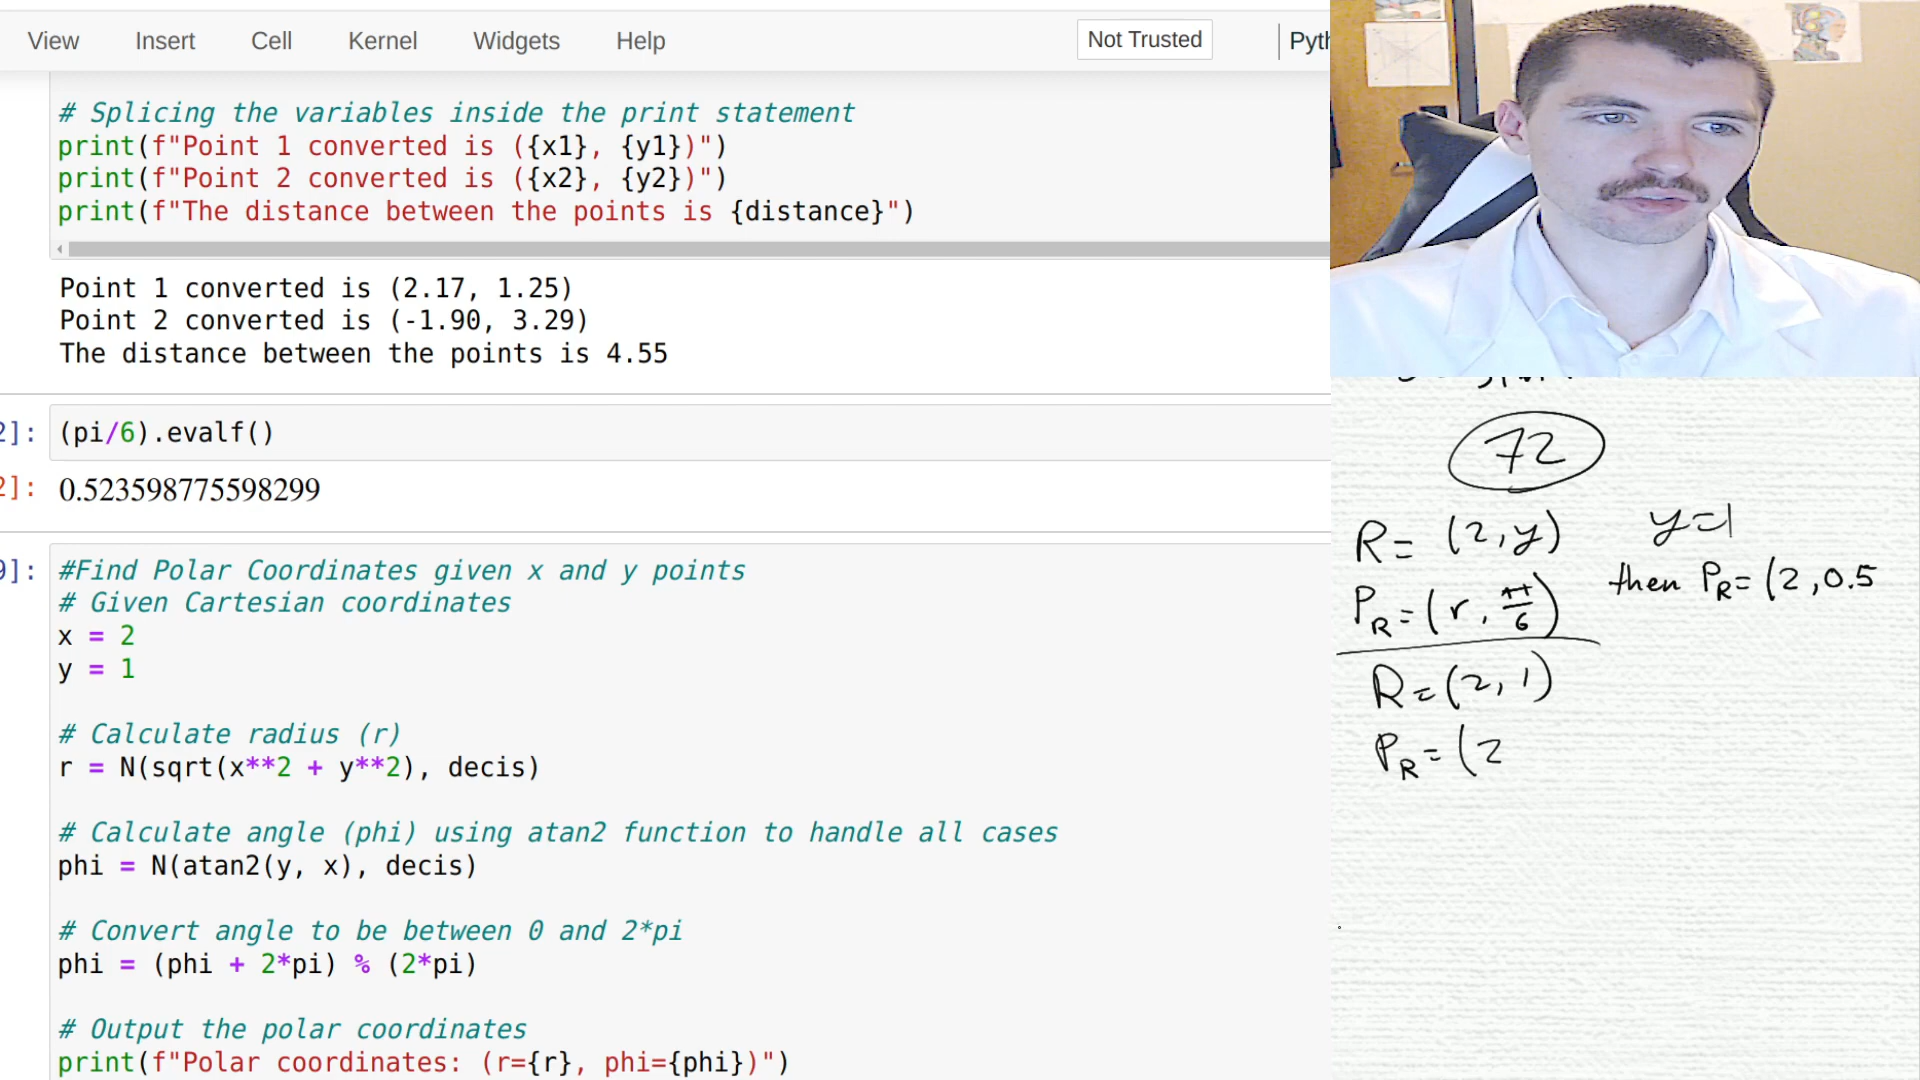 View Insert Cell Kernel Widgets Help Not Trusted
# Splicing the variables inside the print statement
print(f"Point 1 converted is ({x1}, {y1})")
print(f"Point 2 converted is ({x2}, {y2})")
print(f"The distance between the points is {distance}")
Point 1 converted is (2.17, 1.25)
Point 2 converted is (-1.90, 3.29)
The distance between the points is 4.55
2]: (pi/6).evalf()
2]: 0.523598775598299
9]: #Find Polar Coordinates given x and y points
# Given Cartesian coordinates
x = 2
y = 1
# Calculate radius (r)
r = N(sqrt(x**2 + y**2), decis)
# Calculate angle (phi) using atan2 function to handle all cases
phi = N(atan2(y, x), decis)
# Convert angle to be between 0 and 2*pi
phi = (phi + 2*pi) % (2*pi)
# Output the polar coordinates
print(f"Polar coordinates: (r={r}, phi={phi})")
72
R = (2, y) y=1
P_R = (r, π/6) then P_R = (2, 0.5
R = (2, 1)
P_R = (2